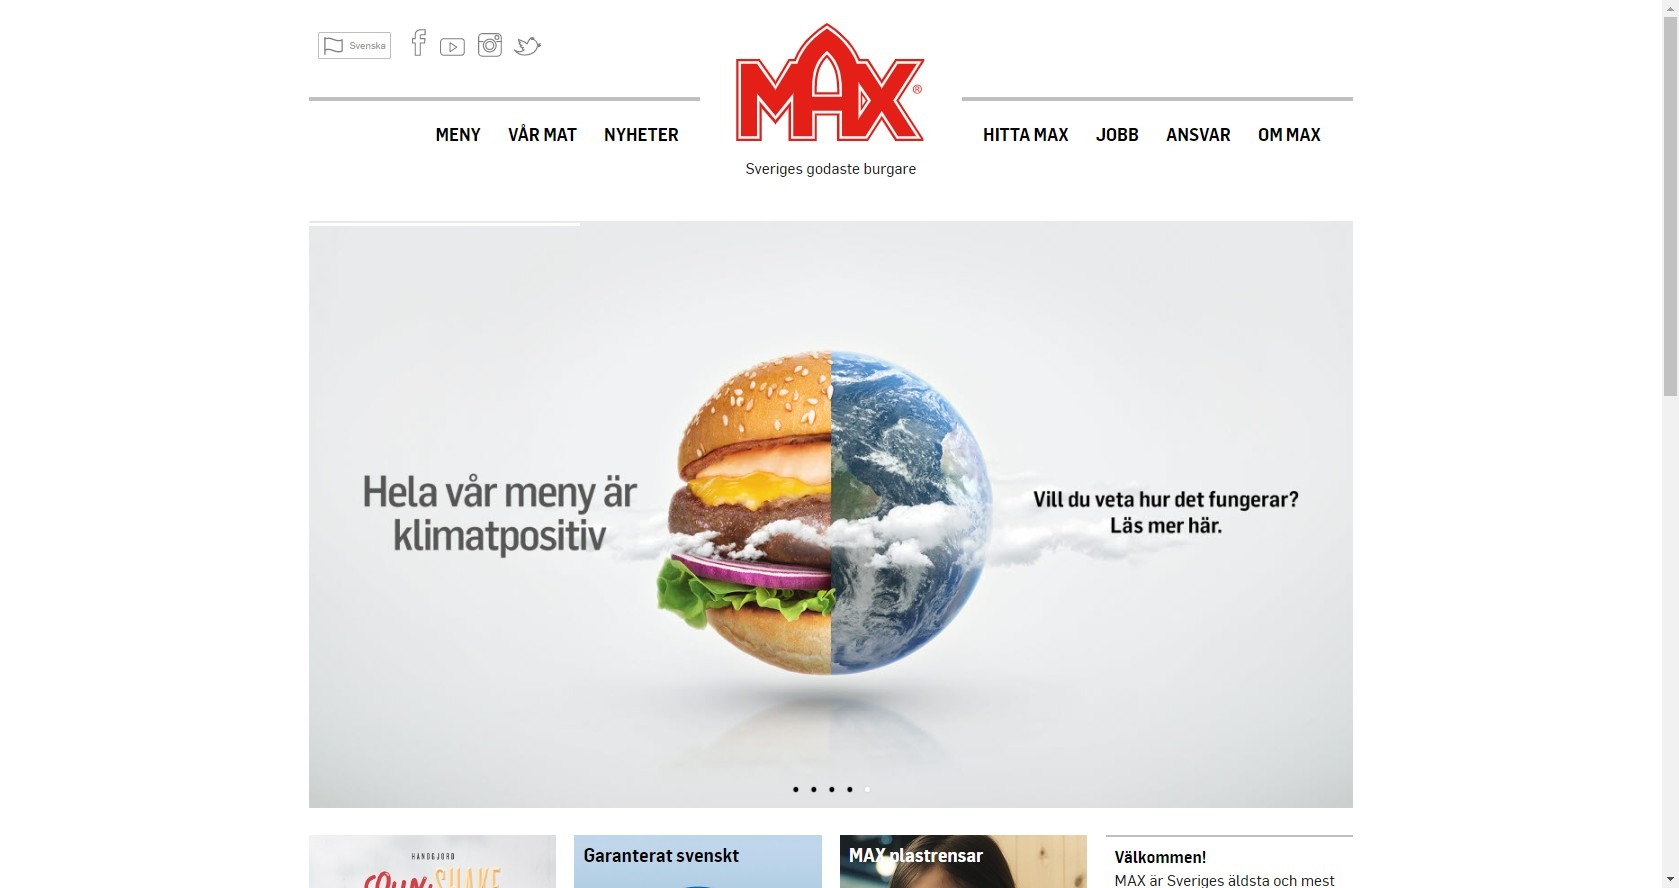 Svenska
MAX®
MENY VÅR MAT NYHETER
HITTA MAX JOBB ANSVAR OM MAX
Sveriges godaste burgare
Hela vår meny är
klimatpositiv
Vill du veta hur det fungerar?
Läs mer här.
HANDGJORD
SHAKE
Garanterat svenskt
MAX plastrensar
Välkommen!
MAX är Sveriges äldsta och mest